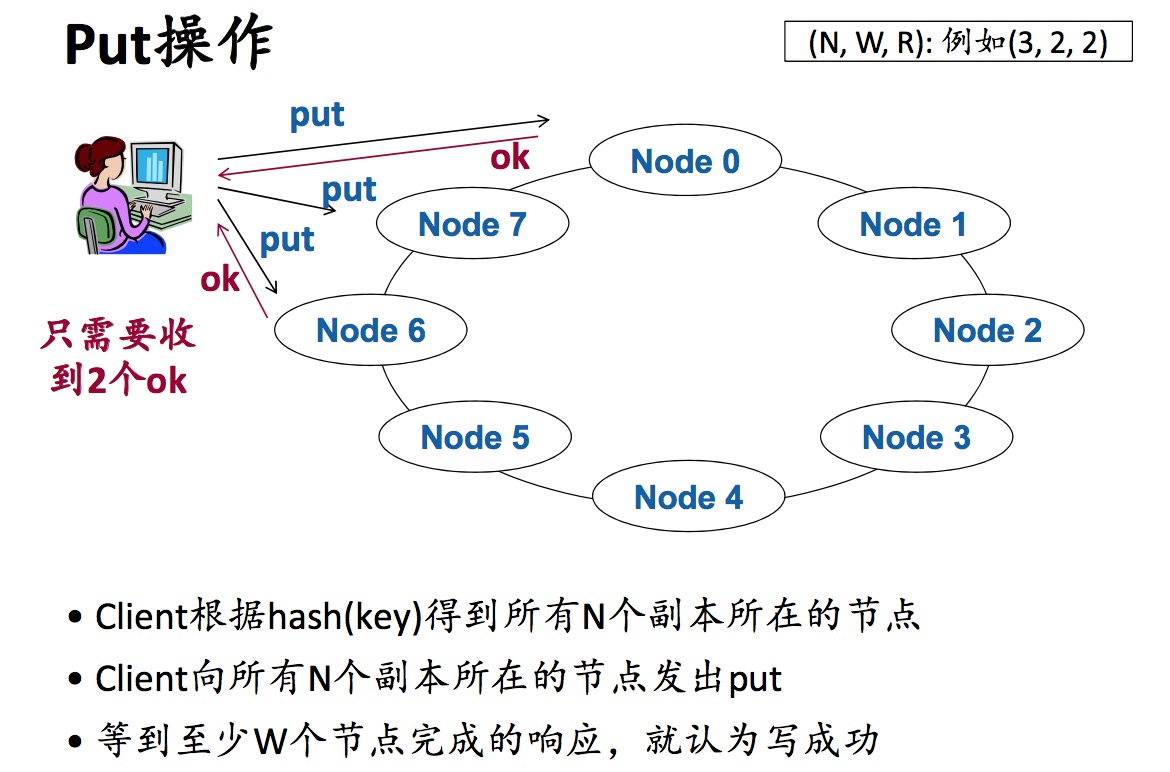 Put操作
(N, W, R): 例如(3, 2, 2)
put
ok
put
put
ok
只需要收
到2个ok
Node 0
Node 7
Node 1
Node 6
Node 2
Node 5
Node 3
Node 4
• Client根据hash(key)得到所有N个副本所在的节点
• Client向所有N个副本所在的节点发出put
• 等到至少W个节点完成的响应，就认为写成功